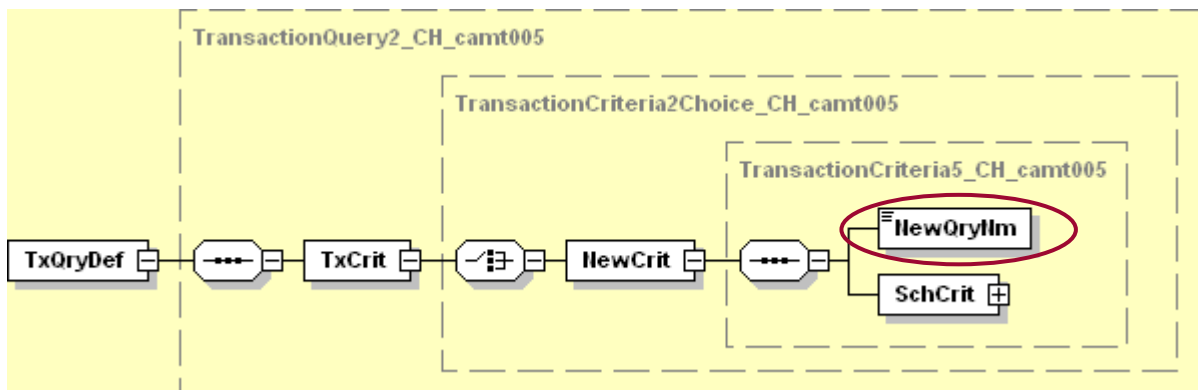 TransactionQuery2_CH_camt005
TransactionCriteria2Choice_CH_camt005
TransactionCriteria5_CH_camt005
NewQryNm
TxQryDef
TxCrit
NewCrit
SchCrit